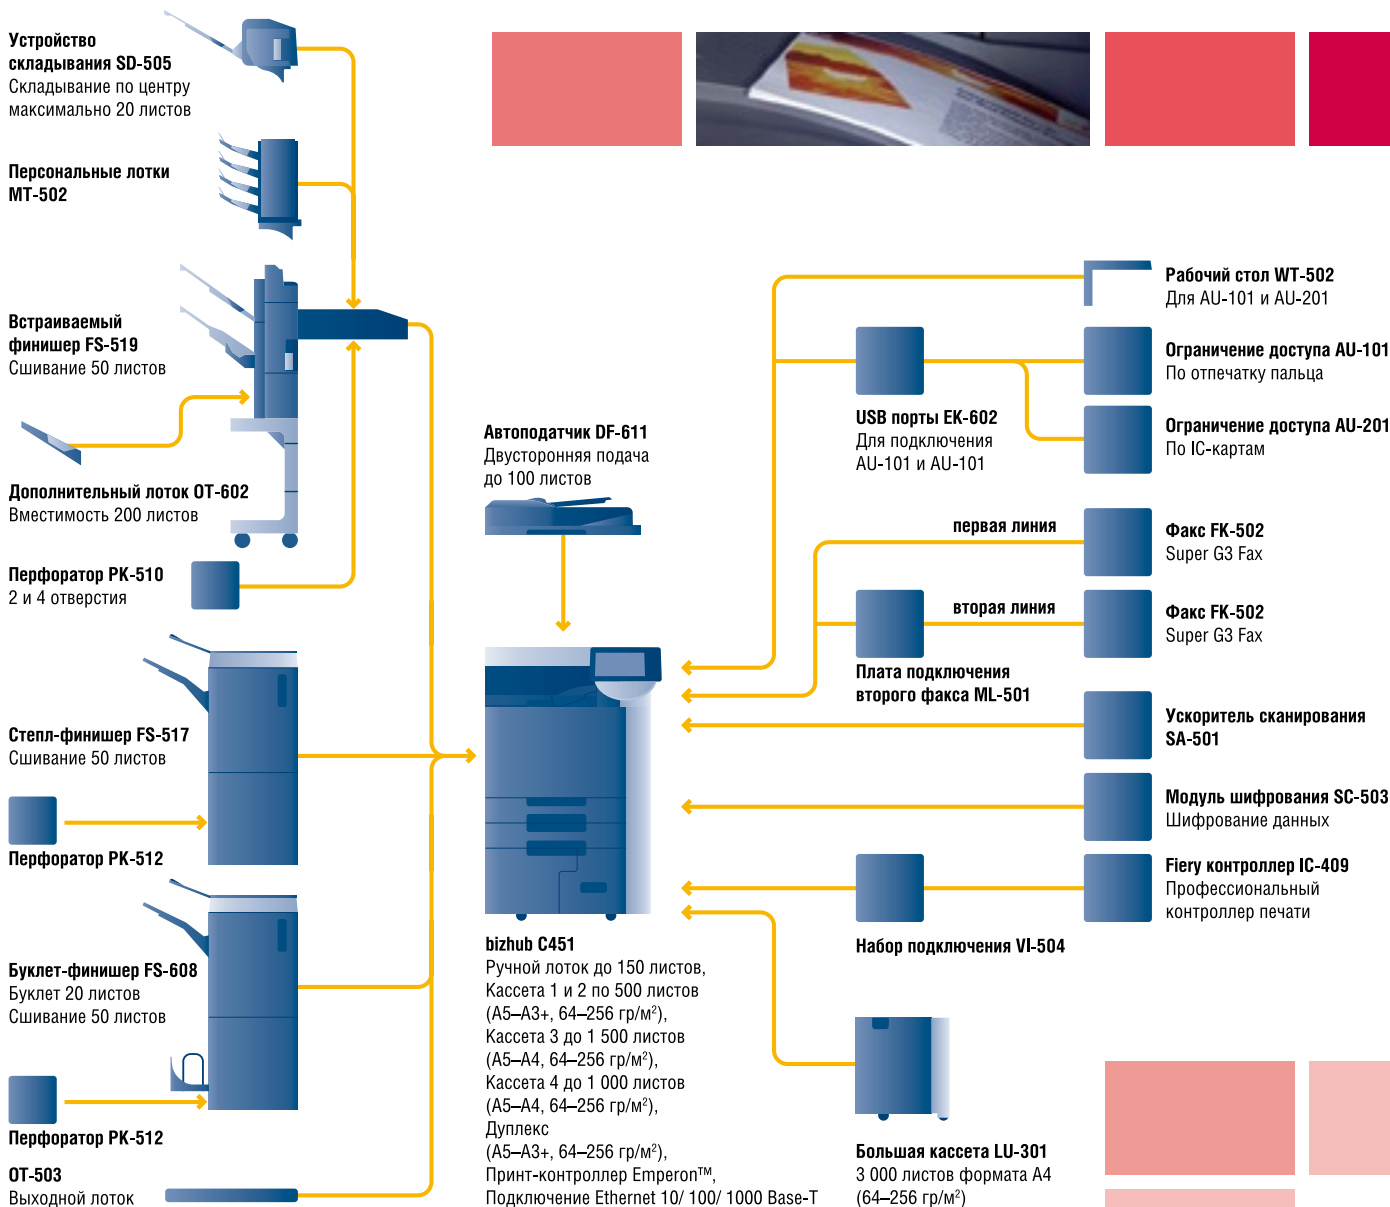 Устройство
складывания SD-505
Складывание по центру
максимально 20 листов
Персональные лотки
MT-502
Встраиваемый
финишер FS-519
Сшивание 50 листов
Дополнительный лоток OT-602
Вместимость 200 листов
Перфоратор PK-510
2 и 4 отверстия
Степл-финишер FS-517
Сшивание 50 листов
Перфоратор PK-512
Буклет-финишер FS-608
Буклет 20 листов
Сшивание 50 листов
Перфоратор PK-512
OT-503
Выходной лоток
Автоподатчик DF-611
Двусторонняя подача
до 100 листов
bizhub C451
Ручной лоток до 150 листов,
Кассета 1 и 2 по 500 листов
(A5–A3+, 64–256 гр/м²),
Кассета 3 до 1 500 листов
(A5–A4, 64–256 гр/м²),
Кассета 4 до 1 000 листов
(A5–A4, 64–256 гр/м²),
Дуплекс
(A5–A3+, 64–256 гр/м²),
Принт-контроллер Emperon™,
Подключение Ethernet 10/ 100/ 1000 Base-T
Рабочий стол WT-502
Для AU-101 и AU-201
Ограничение доступа AU-101
По отпечатку пальца
USB порты EK-602
Для подключения
AU-101 и AU-101
Ограничение доступа AU-201
По IC-картам
первая линия
Факс FK-502
Super G3 Fax
вторая линия
Факс FK-502
Super G3 Fax
Плата подключения
второго факса ML-501
Ускоритель сканирования
SA-501
Модуль шифрования SC-503
Шифрование данных
Fiery контроллер IC-409
Профессиональный
контроллер печати
Набор подключения VI-504
Большая кассета LU-301
3 000 листов формата A4
(64–256 гр/м²)